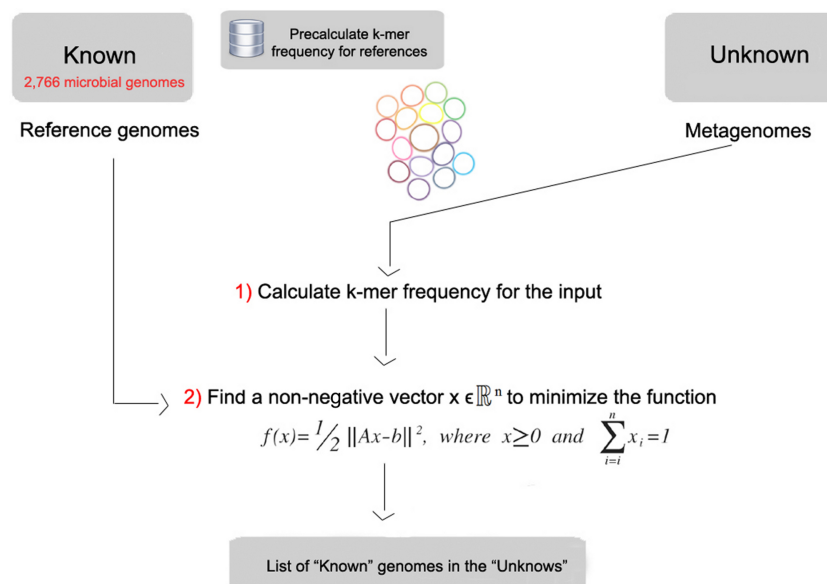 Known
2,766 microbial genomes
Precalculate k-mer
frequency for references
Unknown
Reference genomes
Metagenomes
1) Calculate k-mer frequency for the input
2) Find a non-negative vector x ϵℝⁿ to minimize the function
f(x)=1/2 ||Ax-b||², where x≥0 and ∑ⁿᵢ₌ᵢ xᵢ=1
List of “Known” genomes in the “Unknows”